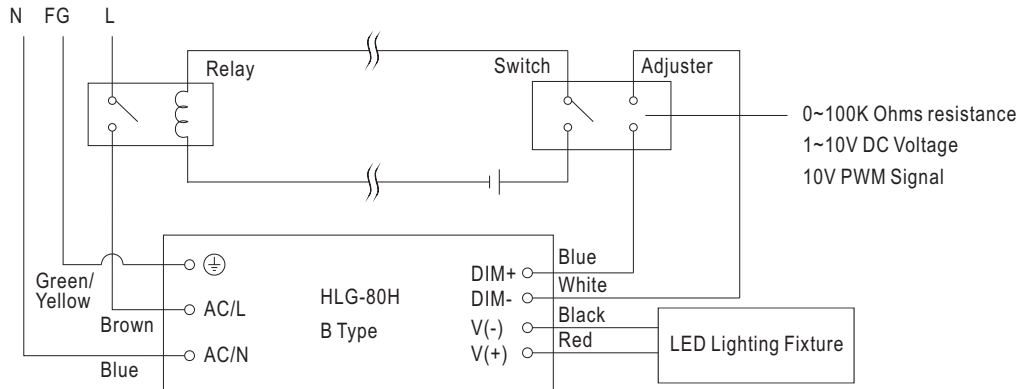 N FG L
Relay
Switch
Adjuster
0~100K Ohms resistance
1~10V DC Voltage
10V PWM Signal
Green/
Yellow
Brown
Blue
AC/L
AC/N
HLG-80H
B Type
DIM+
DIM-
V(-)
V(+)
Blue
White
Black
Red
LED Lighting Fixture